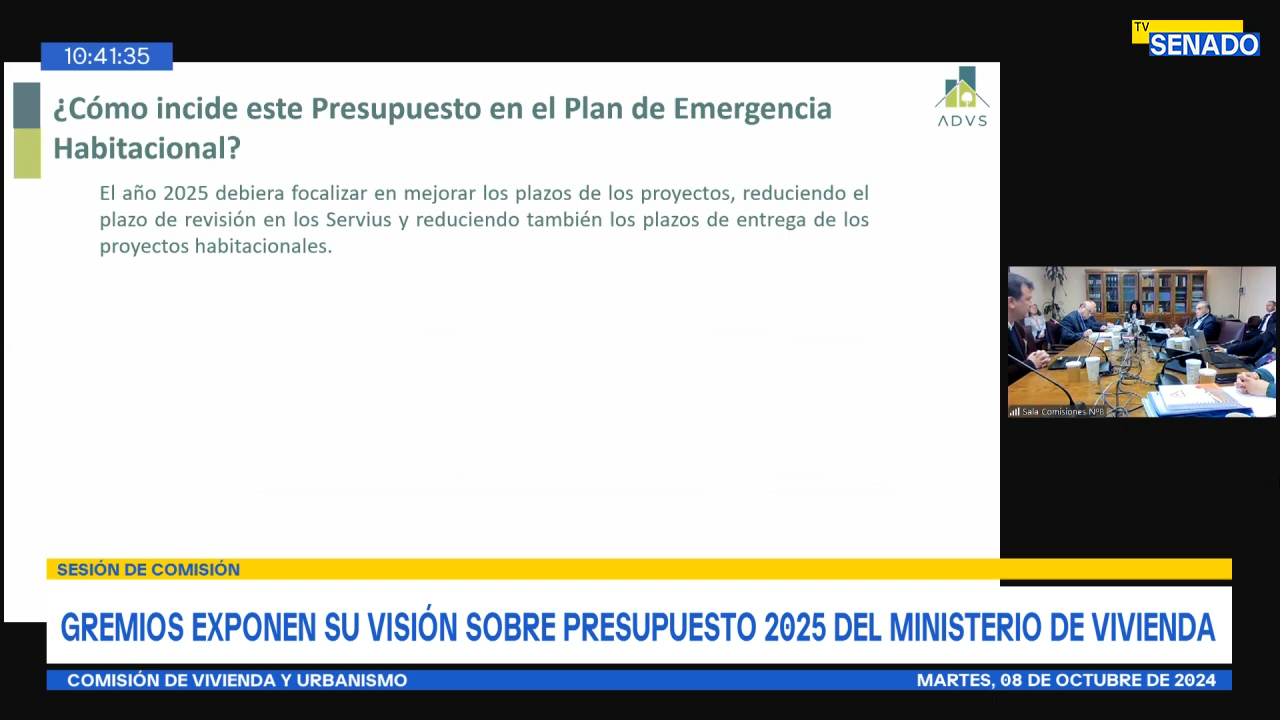 TV
SENADO
10:41:35
¿Cómo incide este Presupuesto en el Plan de Emergencia
Habitacional?
ADVS
El año 2025 debiera focalizar en mejorar los plazos de los proyectos, reduciendo el
plazo de revisión en los Servius y reduciendo también los plazos de entrega de los
proyectos habitacionales.
Sala Comisiones Nº8
SESIÓN DE COMISIÓN
GREMIOS EXPONEN SU VISIÓN SOBRE PRESUPUESTO 2025 DEL MINISTERIO DE VIVIENDA
COMISIÓN DE VIVIENDA Y URBANISMO
MARTES, 08 DE OCTUBRE DE 2024